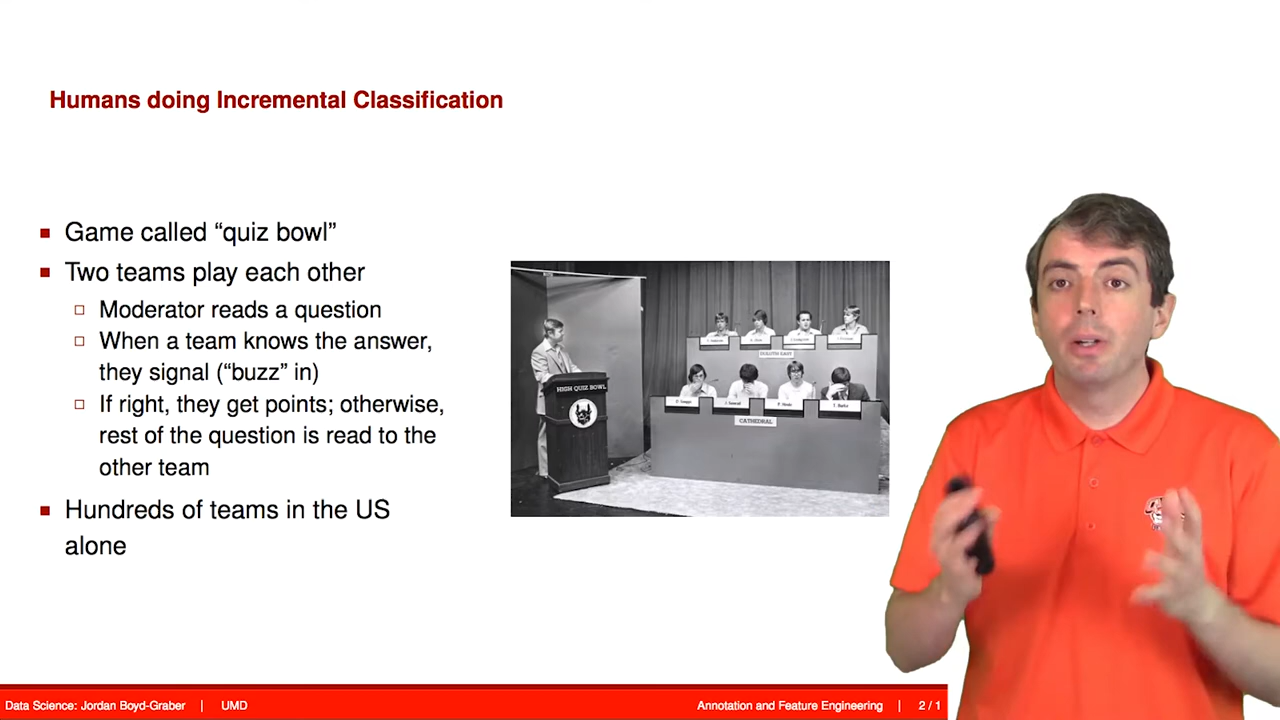 Humans doing Incremental Classification
Game called “quiz bowl”
Two teams play each other
Moderator reads a question
When a team knows the answer,
they signal (“buzz” in)
If right, they get points; otherwise,
rest of the question is read to the
other team
Hundreds of teams in the US
alone
HIGH QUIZ BOWL
DULUTH EAST
CATHEDRAL
Data Science: Jordan Boyd-Graber | UMD
Annotation and Feature Engineering | 2 / 1